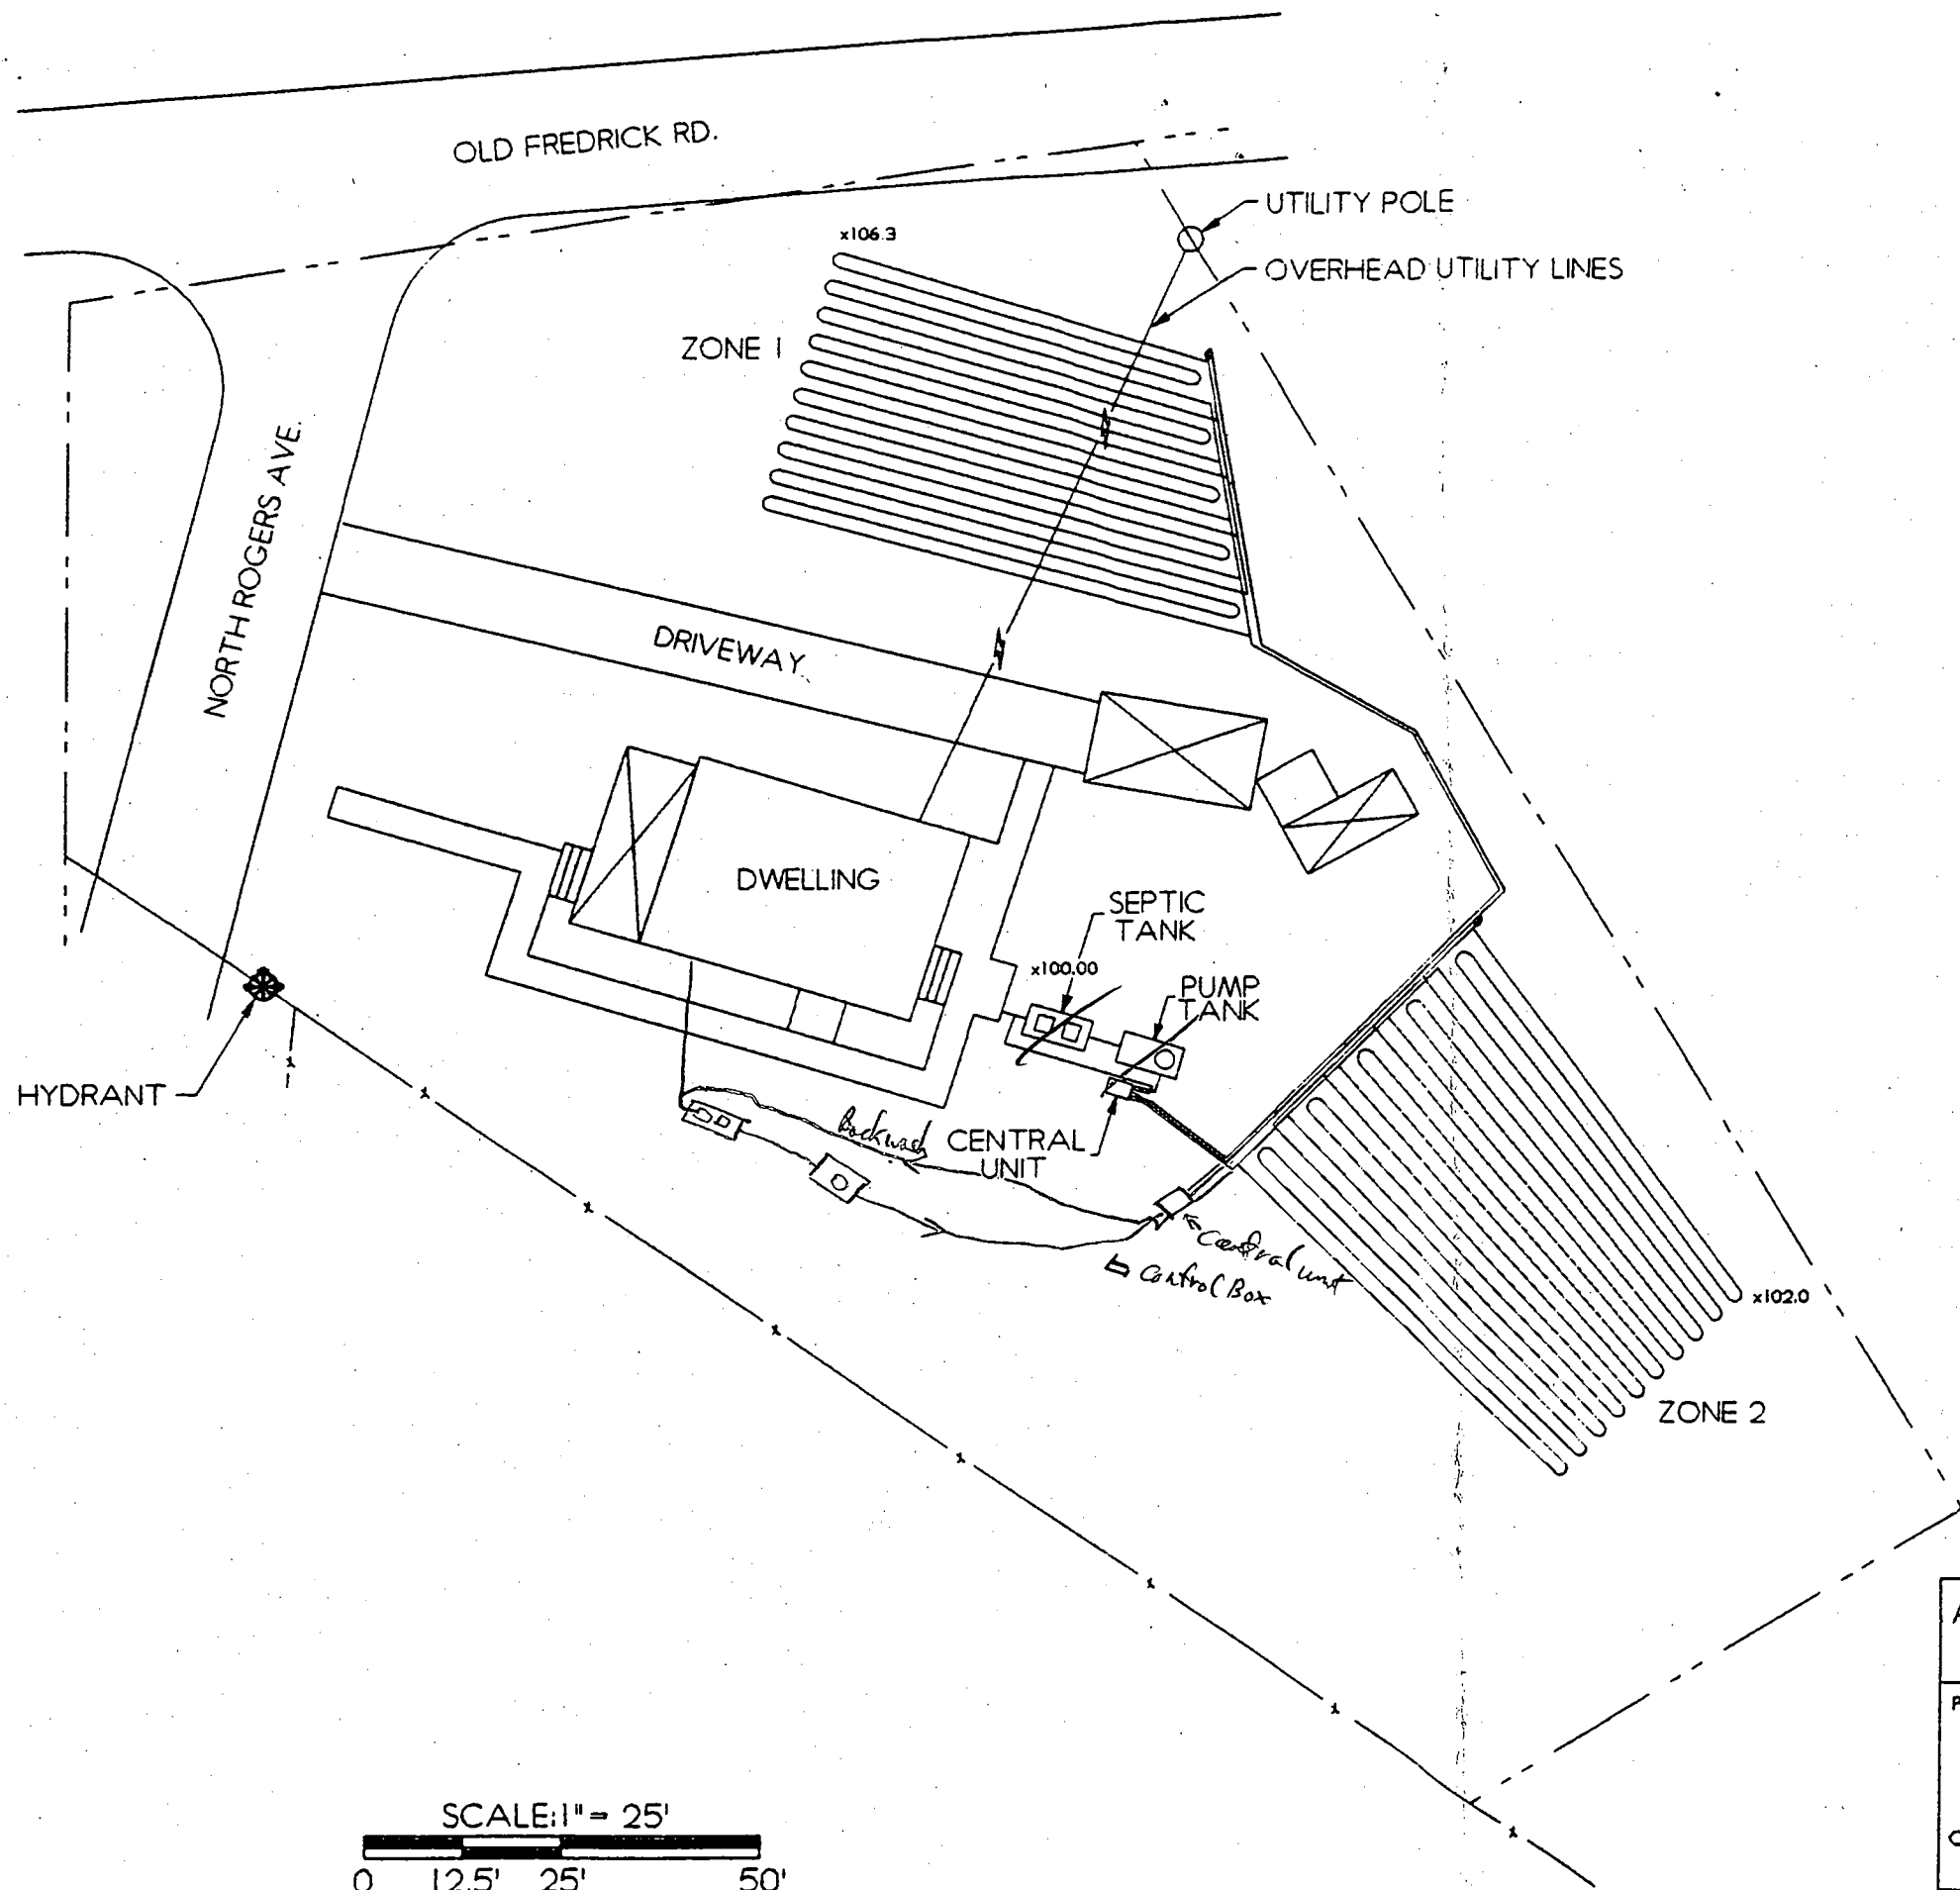 OLD FREDRICK RD.
UTILITY POLE
x106.3
OVERHEAD UTILITY LINES
ZONE 1
NORTH ROGERS AVE.
DRIVEWAY
DWELLING
SEPTIC
TANK
x100.00
PUMP
TANK
HYDRANT
Backwash
CENTRAL
UNIT
Central unit
Control Box
x102.0
ZONE 2
SCALE: 1" = 25'
0 12.5' 25' 50'